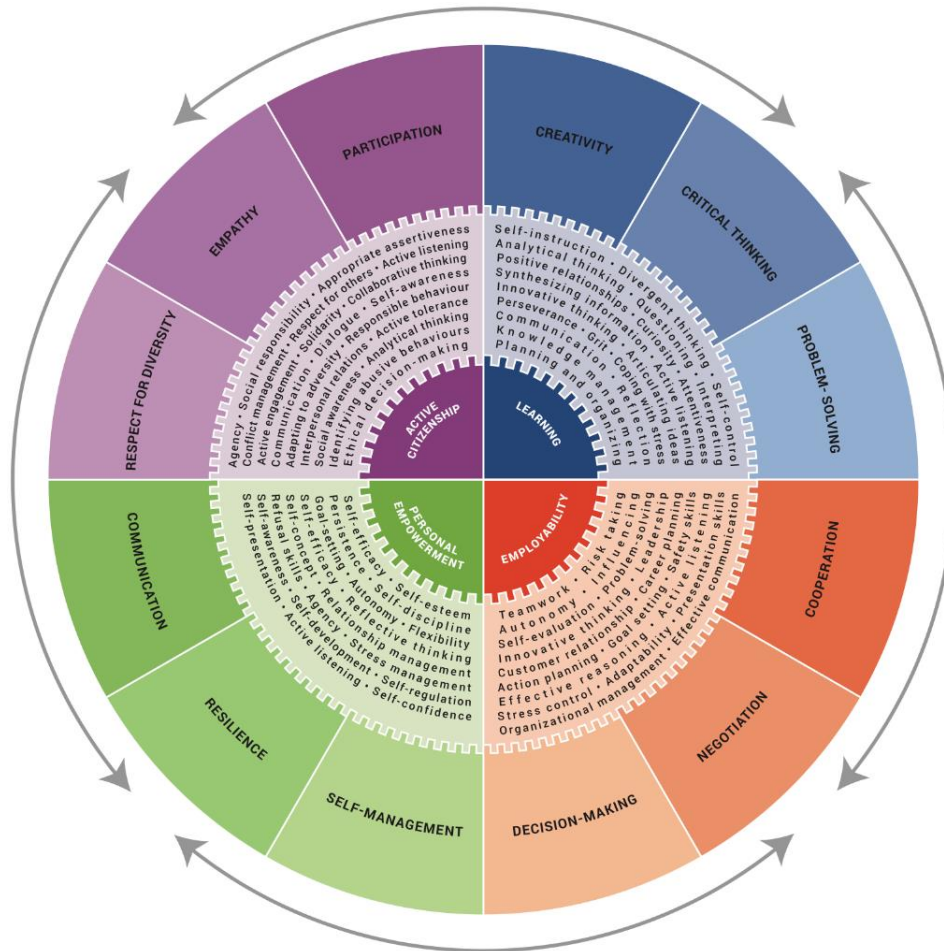 PARTICIPATION
EMPATHY
RESPECT FOR DIVERSITY
CREATIVITY
CRITICAL THINKING
PROBLEM- SOLVING
Agency • Social responsibility • Appropriate assertiveness
Conflict management • Respect for others • Active listening
Active engagement • Solidarity • Collaborative thinking
Communication • Dialogue • Self-awareness
Adapting to adversity • Responsible behaviour
Interpersonal relations • Active tolerance
Social awareness • Analytical thinking
Identifying abusive behaviours
Ethical decision-making
ACTIVE
CITIZENSHIP
Self-instruction • Divergent thinking • Self-control
Analytical thinking • Questioning • Interpreting
Positive relationships • Curiosity • Attentiveness
Synthesizing information • Active listening
Innovative thinking • Articulating ideas
Perseverance • Grit • Coping with stress
Communication • Reflection
Knowledge management
Planning and organizing
LEARNING
PERSONAL
EMPOWERMENT
Self-efficacy • Self-esteem
Persistence • Self-discipline
Goal-setting • Autonomy • Flexibility
Self-efficacy • Reflective thinking
Self-concept • Relationship management
Refusal skills • Agency • Stress management
Self-awareness • Self-development • Self-regulation
Self-presentation • Active listening • Self-confidence
EMPLOYABILITY
Teamwork • Risk taking
Autonomy • Influencing
Self-evaluation • Problem-solving
Innovative thinking • Leadership
Customer relationship • Career planning
Action planning • Goal setting • Safety skills
Effective reasoning • Active listening
Stress control • Adaptability • Presentation skills
Organizational management • Effective communication
COMMUNICATION
RESILIENCE
SELF-MANAGEMENT
COOPERATION
NEGOTIATION
DECISION-MAKING